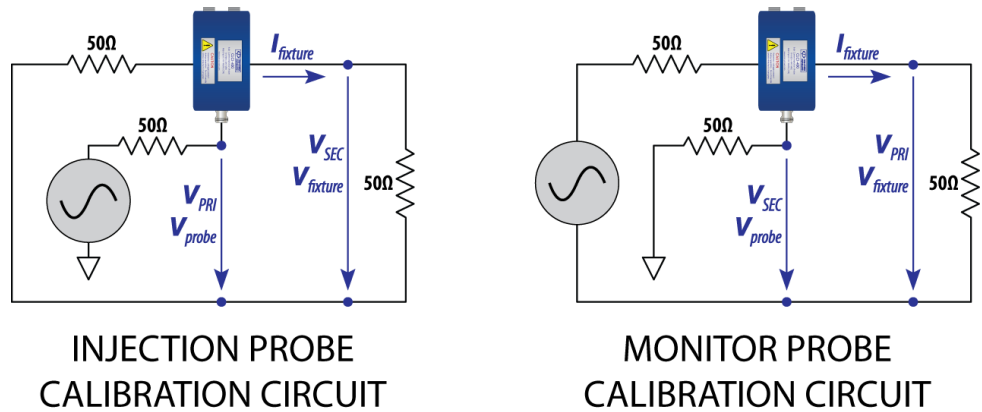 50Ω
I fixture
50Ω
V SEC
V fixture
50Ω
V PRI
V probe
INJECTION PROBE
CALIBRATION CIRCUIT
50Ω
I fixture
50Ω
V PRI
V fixture
50Ω
V SEC
V probe
MONITOR PROBE
CALIBRATION CIRCUIT